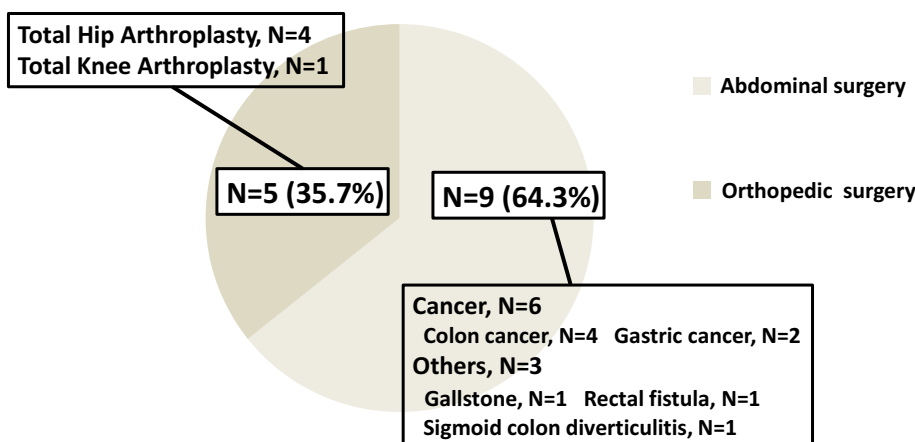 Total Hip Arthroplasty, N=4
Total Knee Arthroplasty, N=1
Abdominal surgery
N=5 (35.7%)
N=9 (64.3%)
Orthopedic surgery
Cancer, N=6
Colon cancer, N=4 Gastric cancer, N=2
Others, N=3
Gallstone, N=1 Rectal fistula, N=1
Sigmoid colon diverticulitis, N=1